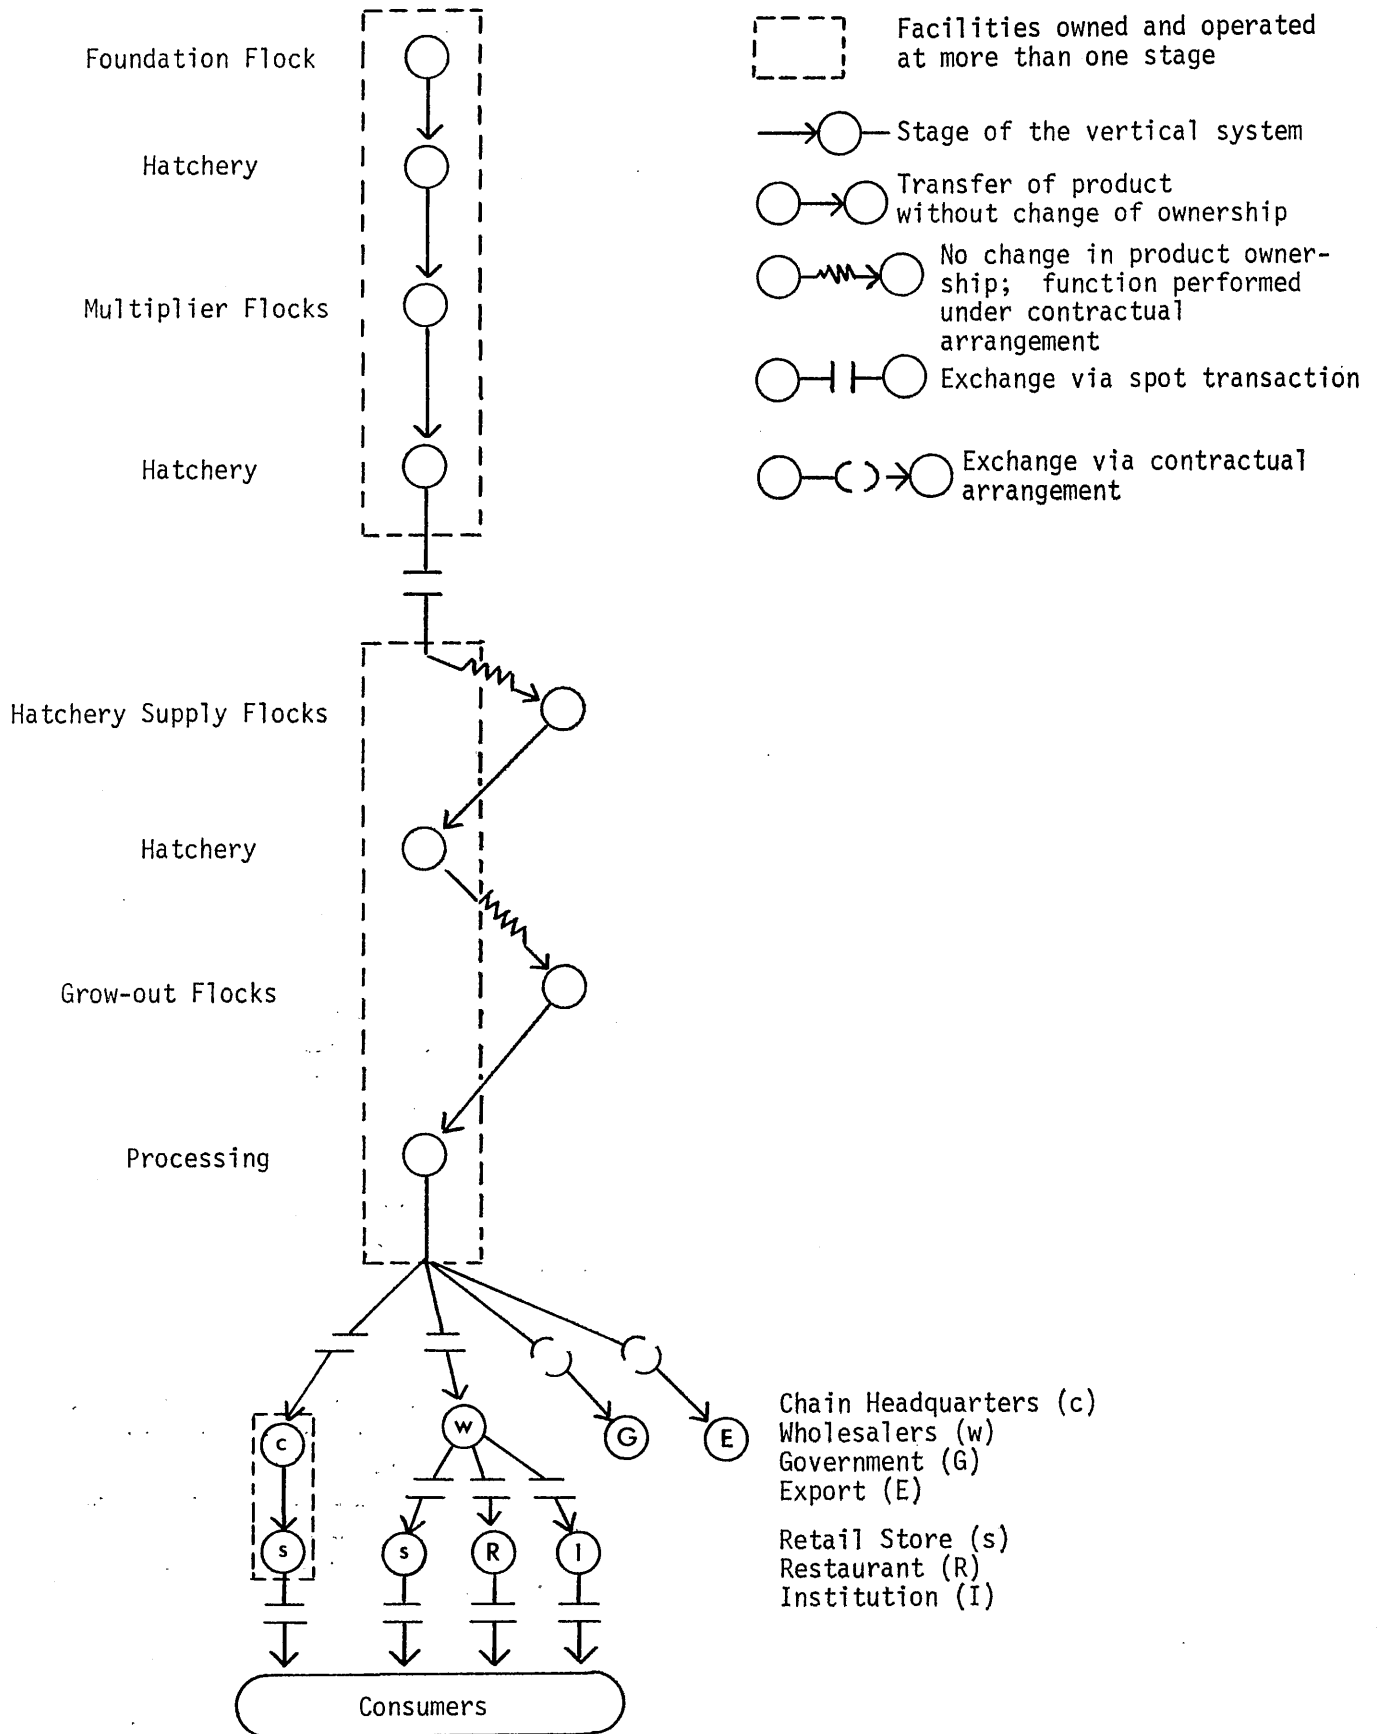 Foundation Flock
Hatchery
Multiplier Flocks
Hatchery
Hatchery Supply Flocks
Hatchery
Grow-out Flocks
Processing
Facilities owned and operated
at more than one stage
Stage of the vertical system
Transfer of product
without change of ownership
No change in product owner-
ship; function performed
under contractual
arrangement
Exchange via spot transaction
Exchange via contractual
arrangement
c
w
G
E
s
s
R
I
Chain Headquarters (c)
Wholesalers (w)
Government (G)
Export (E)
Retail Store (s)
Restaurant (R)
Institution (I)
Consumers